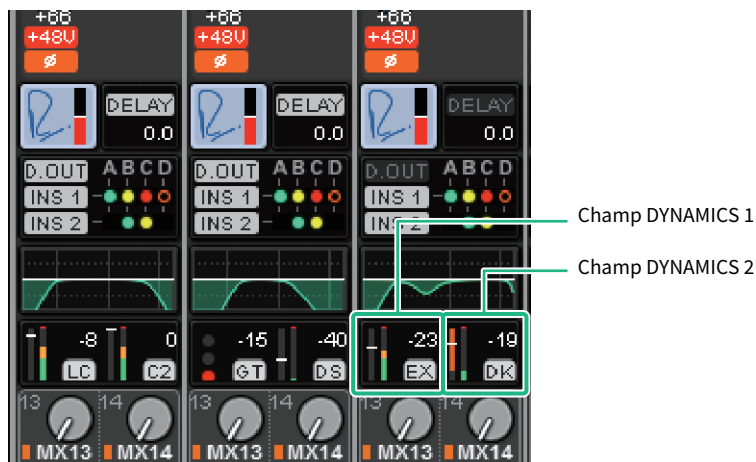 +66 +66 +66
+48V +48V +48V
ø ø ø
DELAY DELAY DELAY
0.0 0.0 0.0
D.OUT A B C D D.OUT A B C D D.OUT A B C D
INS 1 INS 1 INS 1
INS 2 INS 2 INS 2
Champ DYNAMICS 1
Champ DYNAMICS 2
-8 0 -15 -40 -23 -19
LC C2 GT DS EX DK
13 14 13 14 13 14
MX13 MX14 MX13 MX14 MX13 MX14